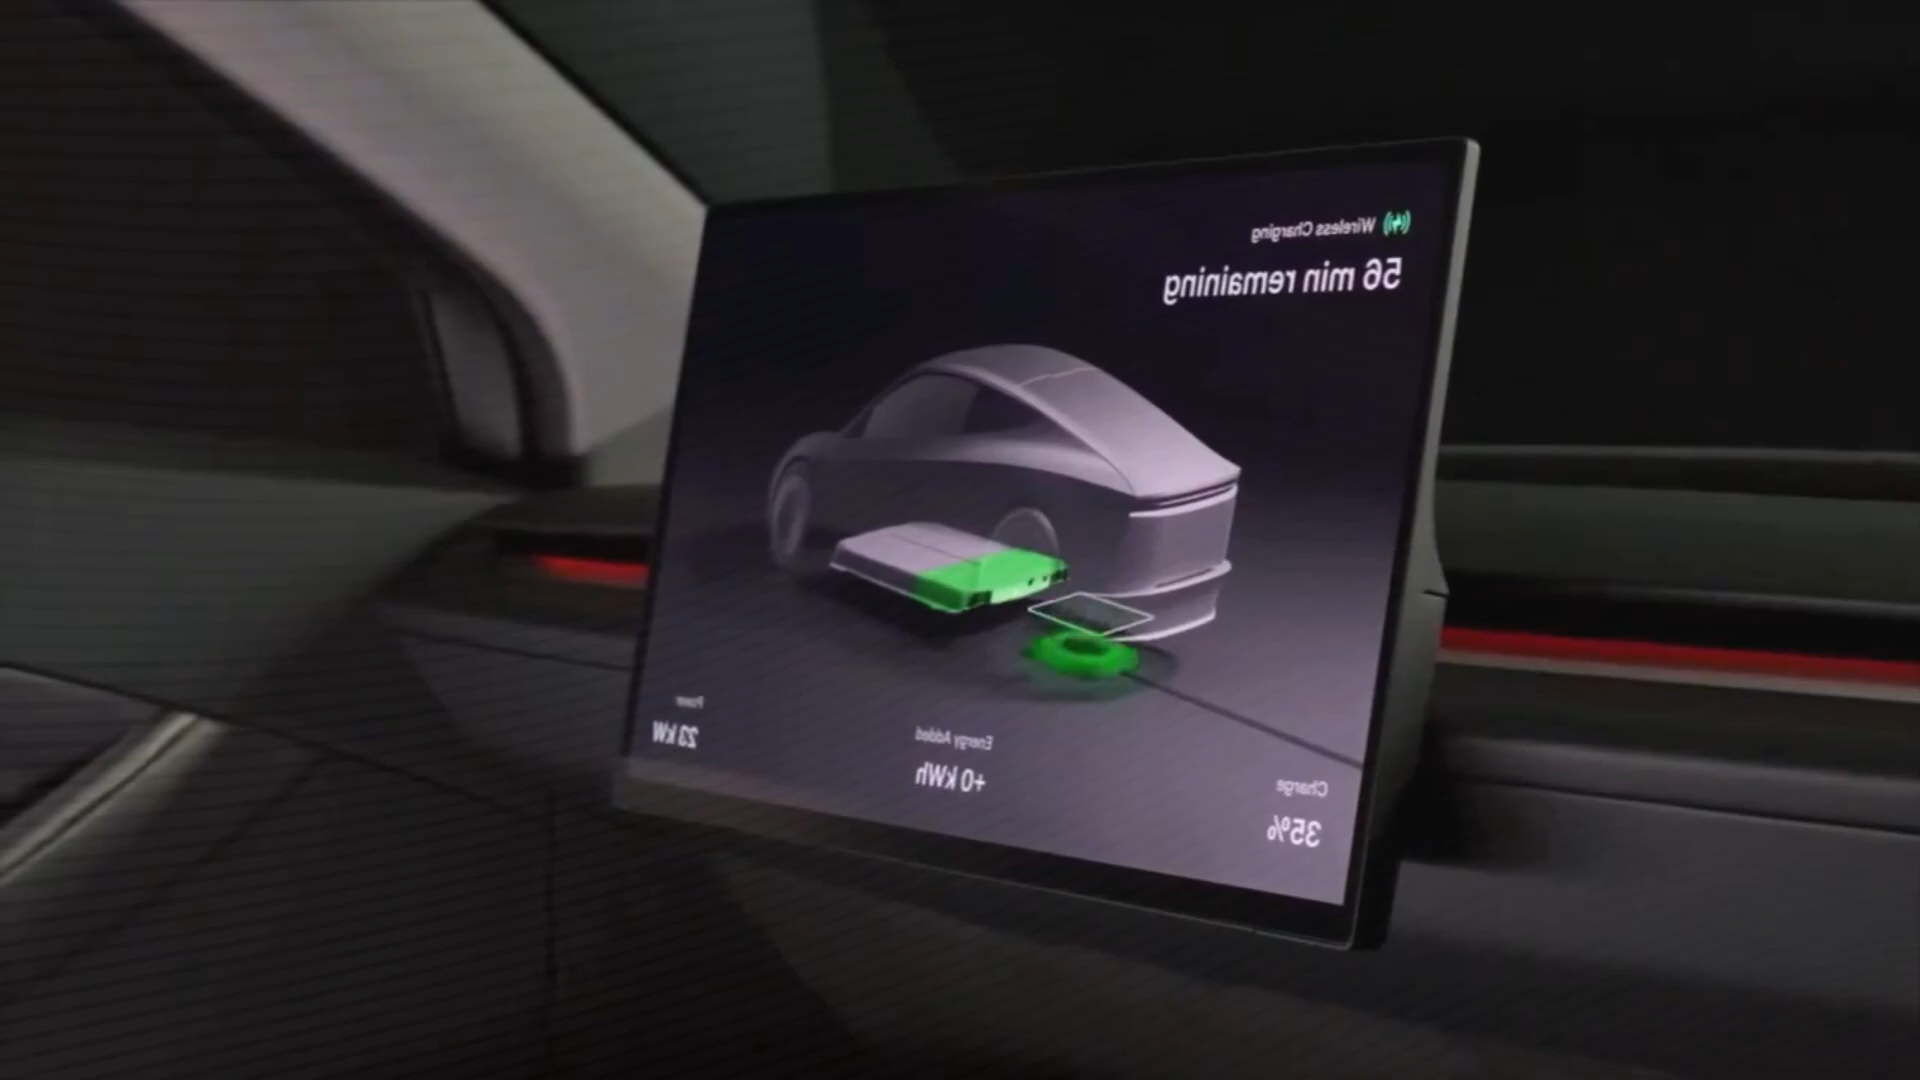 Wireless Charging
56 min remaining
Charge
35%
Energy Added
+0 kWh
Power
23 kW